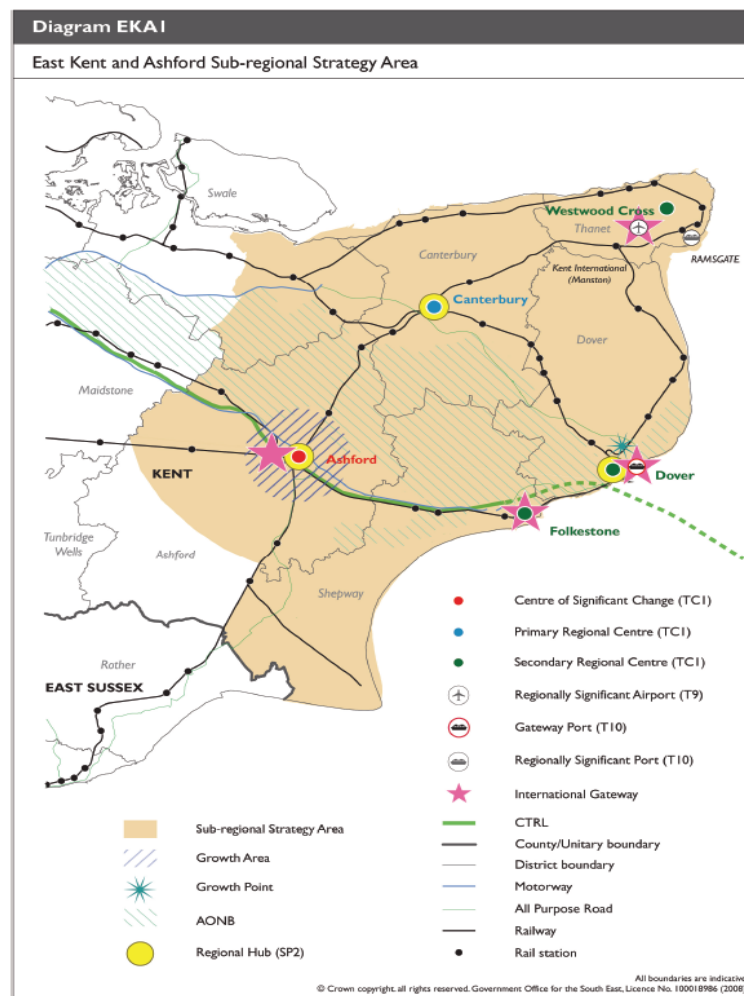 Diagram EKA1
East Kent and Ashford Sub-regional Strategy Area
Swale
Westwood Cross
Thanet
RAMSGATE
Canterbury
Kent International
(Manston)
Canterbury
Dover
Maidstone
Ashford
KENT
Dover
Folkestone
Tunbridge
Wells
Ashford
Shepway
Rother
EAST SUSSEX
Centre of Significant Change (TC1)
Primary Regional Centre (TC1)
Secondary Regional Centre (TC1)
Regionally Significant Airport (T9)
Gateway Port (T10)
Regionally Significant Port (T10)
International Gateway
Sub-regional Strategy Area
Growth Area
Growth Point
AONB
Regional Hub (SP2)
CTRL
County/Unitary boundary
District boundary
Motorway
All Purpose Road
Railway
Rail station
All boundaries are indicative
© Crown copyright. all rights reserved. Government Office for the South East, Licence No. 100018986 (2008)